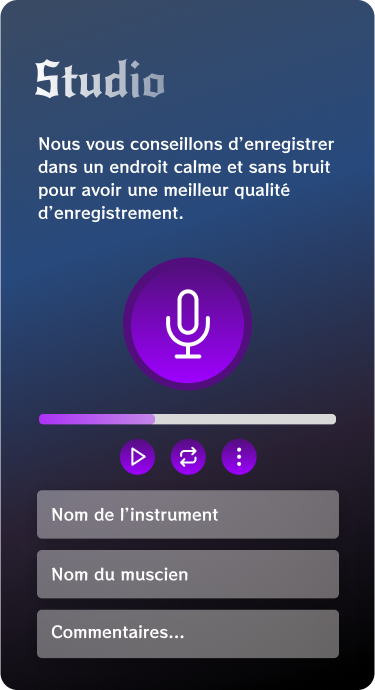 Studio
Nous vous conseillons d’enregistrer
dans un endroit calme et sans bruit
pour avoir une meilleur qualité
d’enregistrement.
Nom de l’instrument
Nom du muscien
Commentaires...